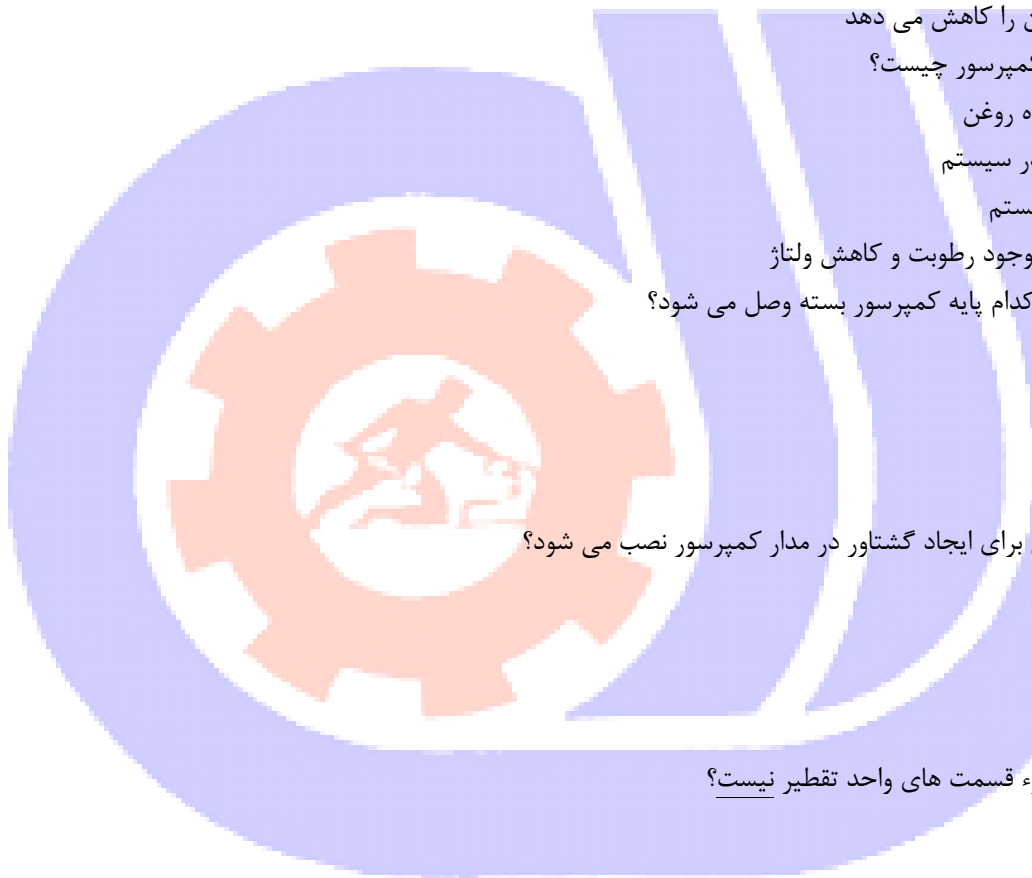 را کاهش می دهد
کمپرسور چیست؟
روغن
سیستم
وجود رطوبت و کاهش ولتاژ
کدام پایه کمپرسور بسته وصل می شود؟
برای ایجاد گشتاور در مدار کمپرسور نصب می شود؟
قسمت های واحد تقطیر نیست؟